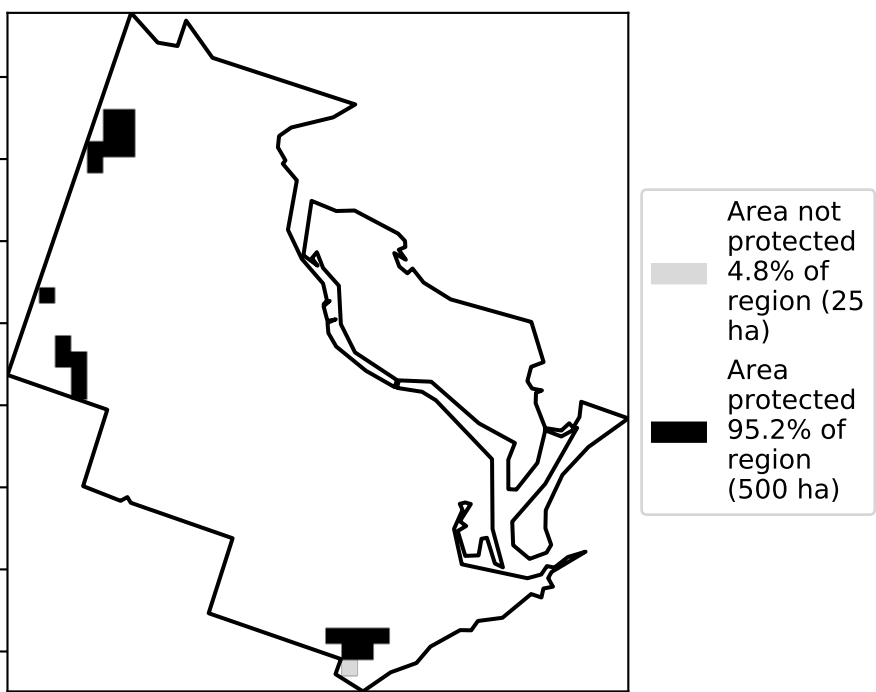 Area not
protected
4.8% of
region (25
ha)
Area
protected
95.2% of
region
(500 ha)